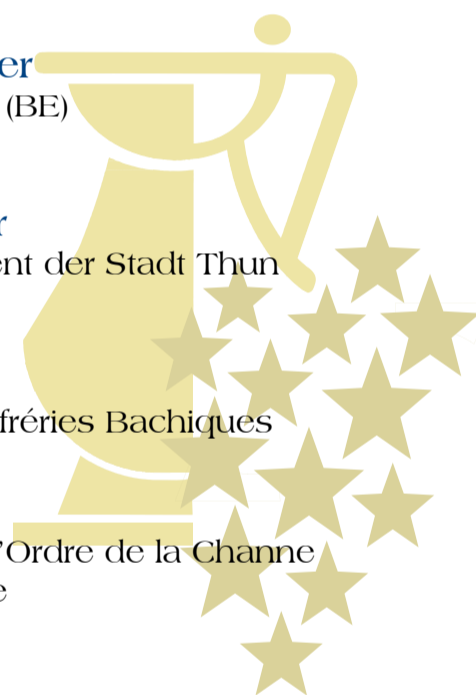 er
(BE)
r
ent der Stadt Thun
fréries Bachiques
'Ordre de la Channe
e